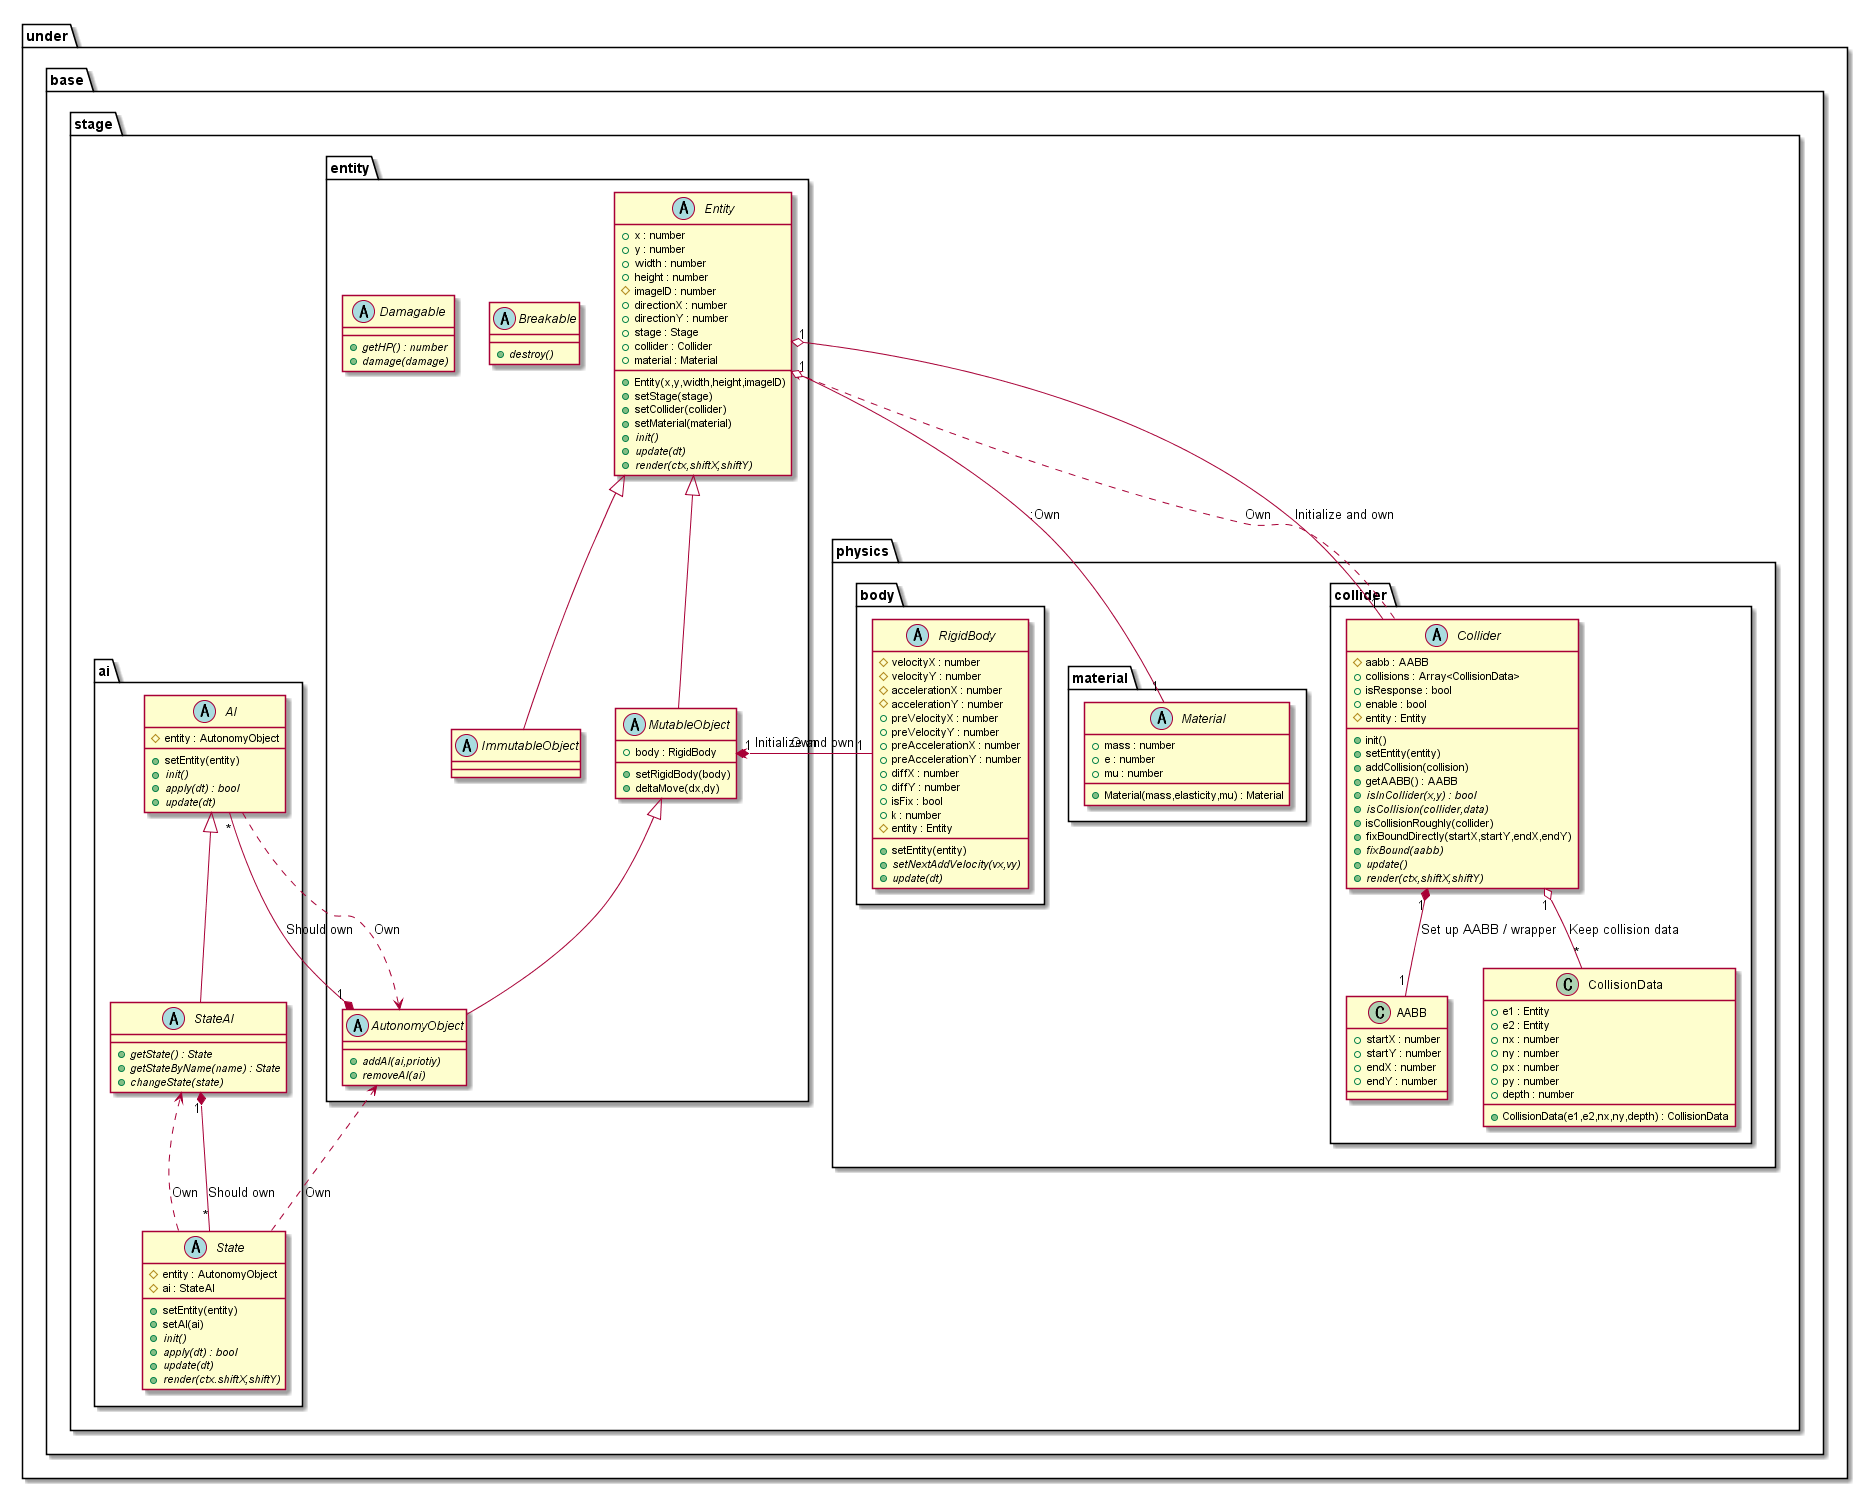 under
base
stage
entity
Entity
x : number
y : number
width : number
height : number
imageID : number
directionX : number
directionY : number
stage : Stage
collider : Collider
material : Material
Entity(x,y,width,height,imageID)
setStage(stage)
setCollider(collider)
setMaterial(material)
init()
update(dt)
render(ctx,shiftX,shiftY)
Damagable
getHP() : number
damage(damage)
Breakable
destroy()
1
1
Own
Own
Initialize and own
1
1
ImmutableObject
MutableObject
body : RigidBody
setRigidBody(body)
deltaMove(dx,dy)
1
Initialize and own
Own
1
AutonomyObject
addAI(ai,priotiy)
removeAI(ai)
physics
body
RigidBody
velocityX : number
velocityY : number
accelerationX : number
accelerationY : number
preVelocityX : number
preVelocityY : number
preAccelerationX : number
preAccelerationY : number
diffX : number
diffY : number
isFix : bool
k : number
entity : Entity
setEntity(entity)
setNextAddVelocity(vx,vy)
update(dt)
material
Material
mass : number
e : number
mu : number
Material(mass,elasticity,mu) : Material
collider
Collider
aabb : AABB
collisions : Array<CollisionData>
isResponse : bool
enable : bool
entity : Entity
init()
setEntity(entity)
addCollision(collision)
getAABB() : AABB
isInCollider(x,y) : bool
isCollision(collider,data)
isCollisionRoughly(collider)
fixBoundDirectly(startX,startY,endX,endY)
fixBound(aabb)
update()
render(ctx,shiftX,shiftY)
1
1
Set up AABB / wrapper
Keep collision data
1
*
AABB
startX : number
startY : number
endX : number
endY : number
CollisionData
e1 : Entity
e2 : Entity
nx : number
ny : number
px : number
py : number
depth : number
CollisionData(e1,e2,nx,ny,depth) : CollisionData
ai
AI
entity : AutonomyObject
setEntity(entity)
init()
apply(dt) : bool
update(dt)
*
Should own
Own
1
StateAI
getState() : State
getStateByName(name) : State
changeState(state)
1
Own
Should own
Own
*
State
entity : AutonomyObject
ai : StateAI
setEntity(entity)
setAI(ai)
init()
apply(dt) : bool
update(dt)
render(ctx.shiftX,shiftY)